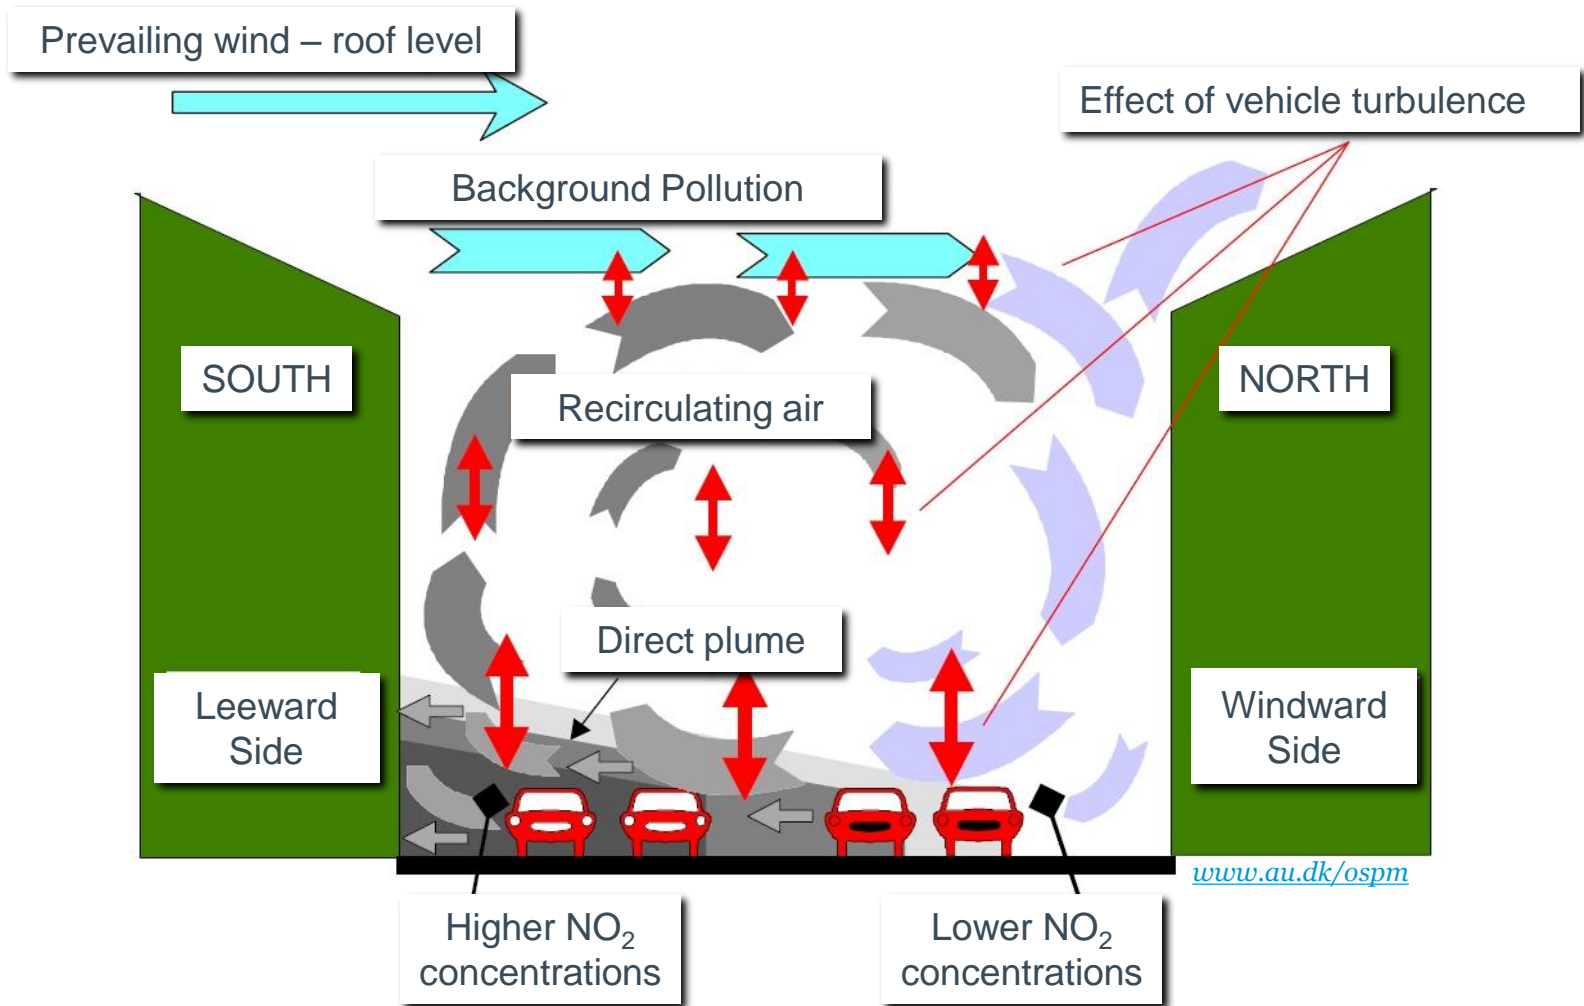 Prevailing wind – roof level
Effect of vehicle turbulence
Background Pollution
SOUTH
NORTH
Recirculating air
Direct plume
Leeward
Side
Windward
Side
www.au.dk/ospm
Higher NO₂
concentrations
Lower NO₂
concentrations